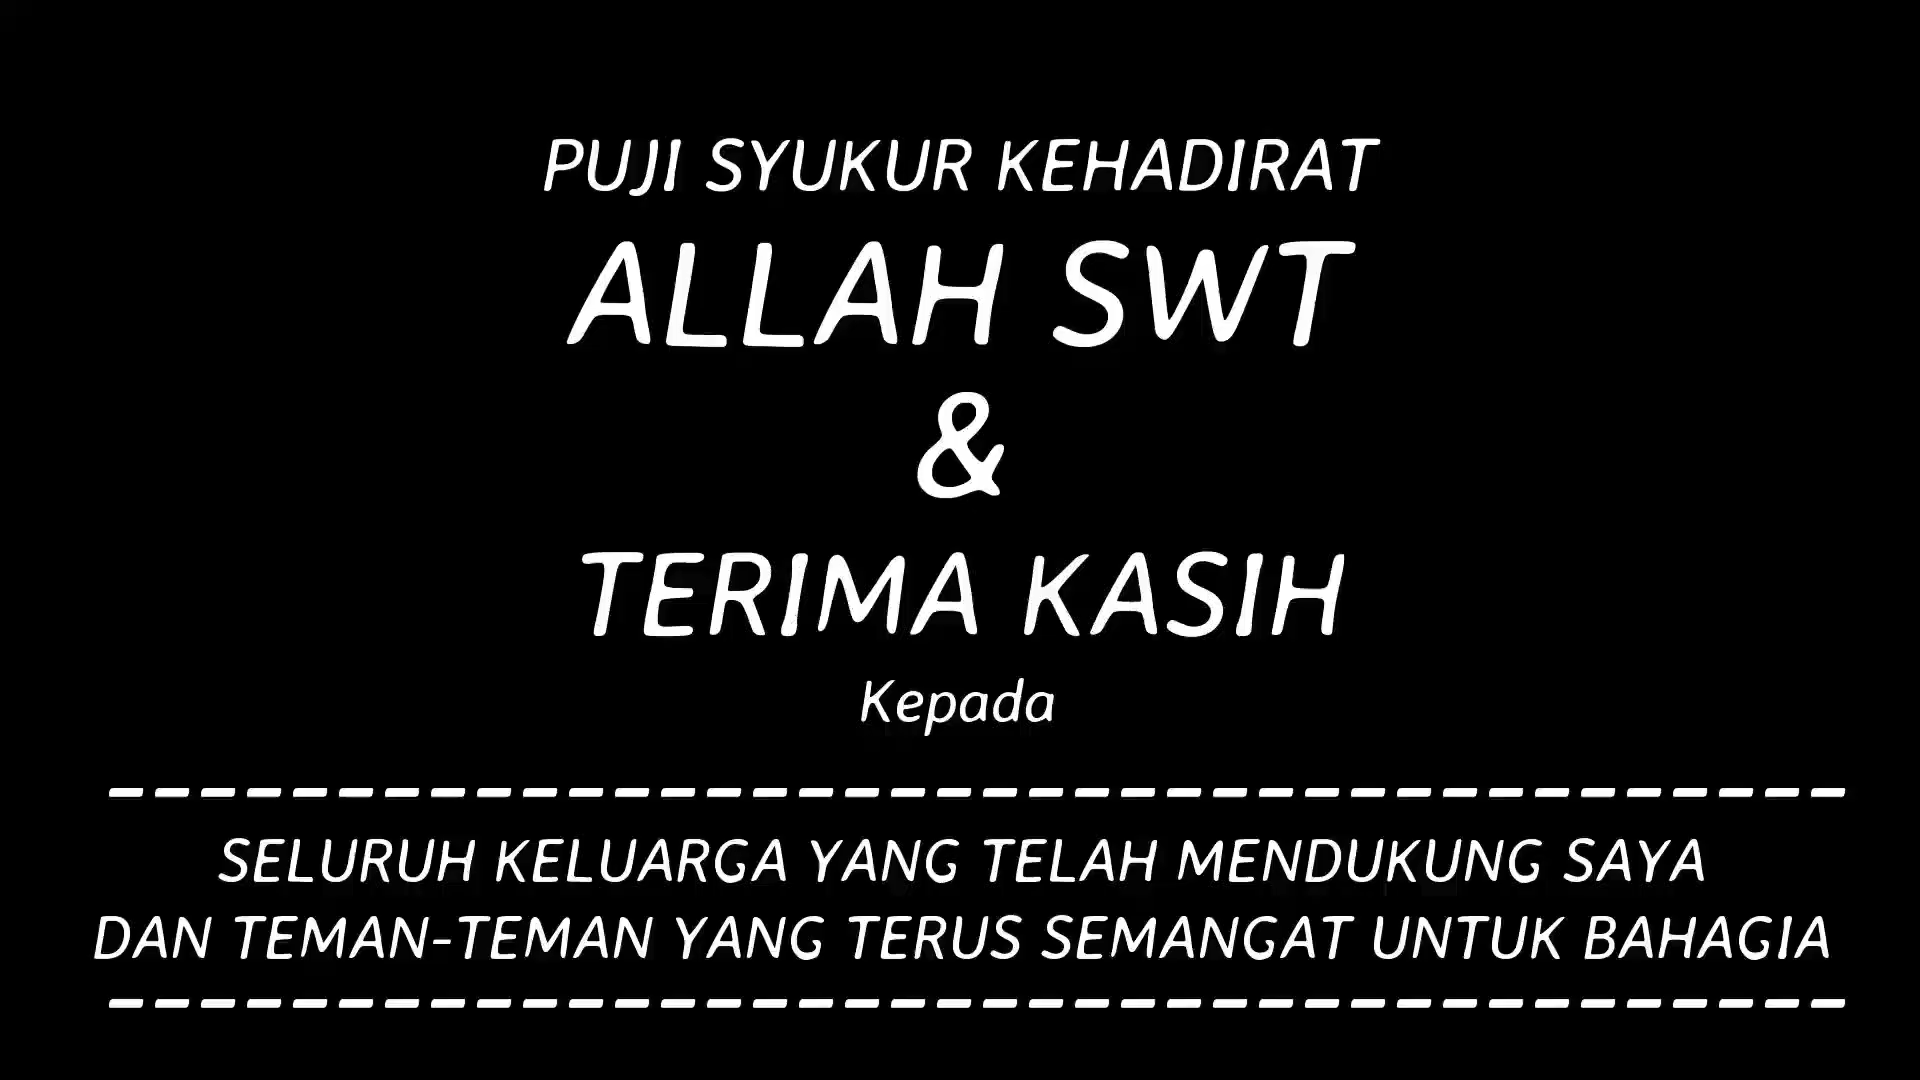 PUJI SYUKUR KEHADIRAT
ALLAH SWT
&
TERIMA KASIH
Kepada
SELURUH KELUARGA YANG TELAH MENDUKUNG SAYA
DAN TEMAN-TEMAN YANG TERUS SEMANGAT UNTUK BAHAGIA